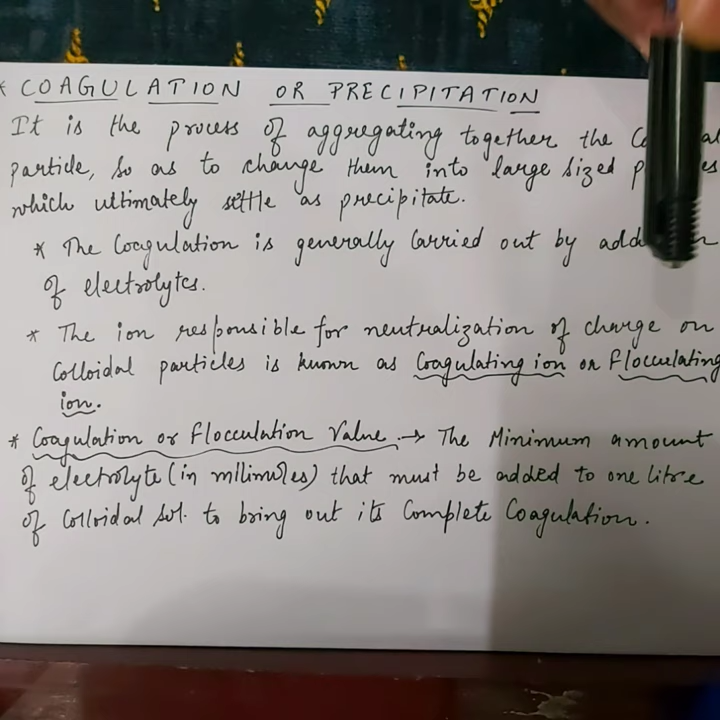 * COAGULATION OR PRECIPITATION
It is the process of aggregating together the
particle, so as to change them into large sized
which ultimately settle as precipitate.
* The Coagulation is generally Carried out by
of electrolytes.
* The ion responsible for neutralization of charge on
Colloidal particles is known as Coagulating ion or Flocculating
ion.
* Coagulation or Flocculation Value → The Minimum amount
of electrolyte (in milimoles) that must be added to one litre
of Colloidal Sol. to bring out its Complete Coagulation.